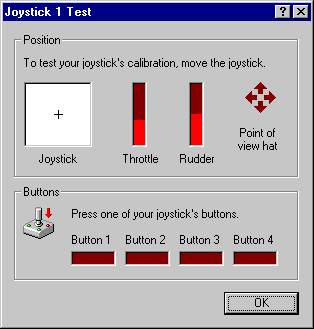 Joystick 1 Test
Position
To test your joystick's calibration, move the joystick.
Joystick
Throttle
Rudder
Point of
view hat
Buttons
Press one of your joystick's buttons.
Button 1 Button 2 Button 3 Button 4
OK